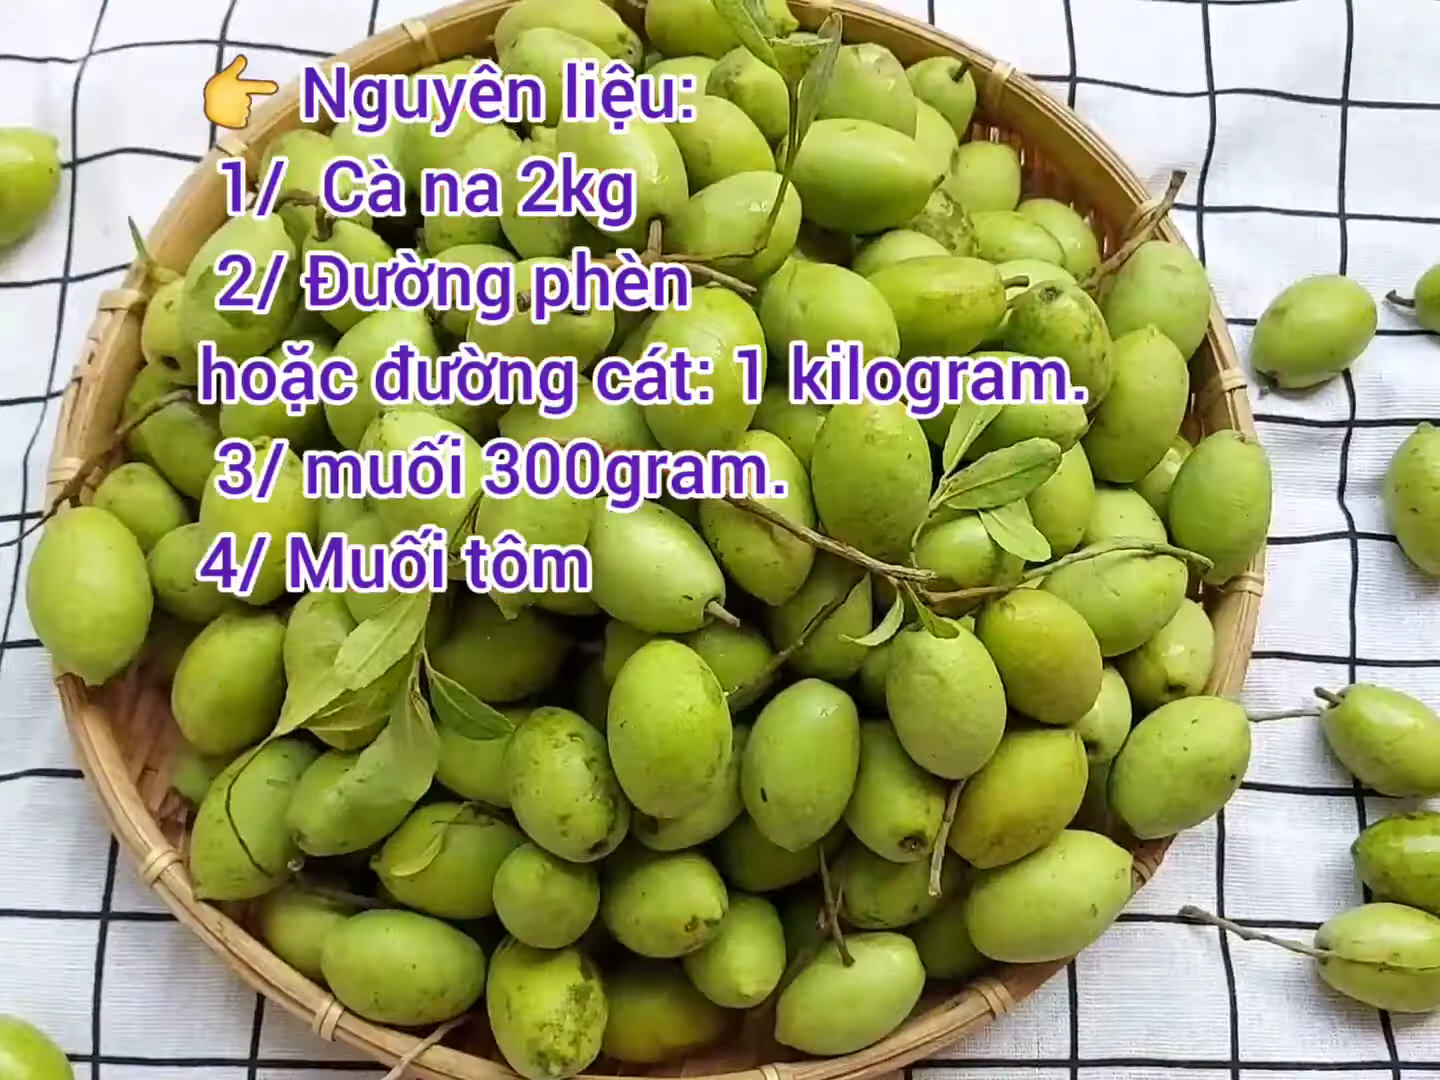 👉 Nguyên liệu:
1/ Cà na 2kg
2/ Đường phèn
hoặc đường cát: 1 kilogram.
3/ muối 300gram.
4/ Muối tôm